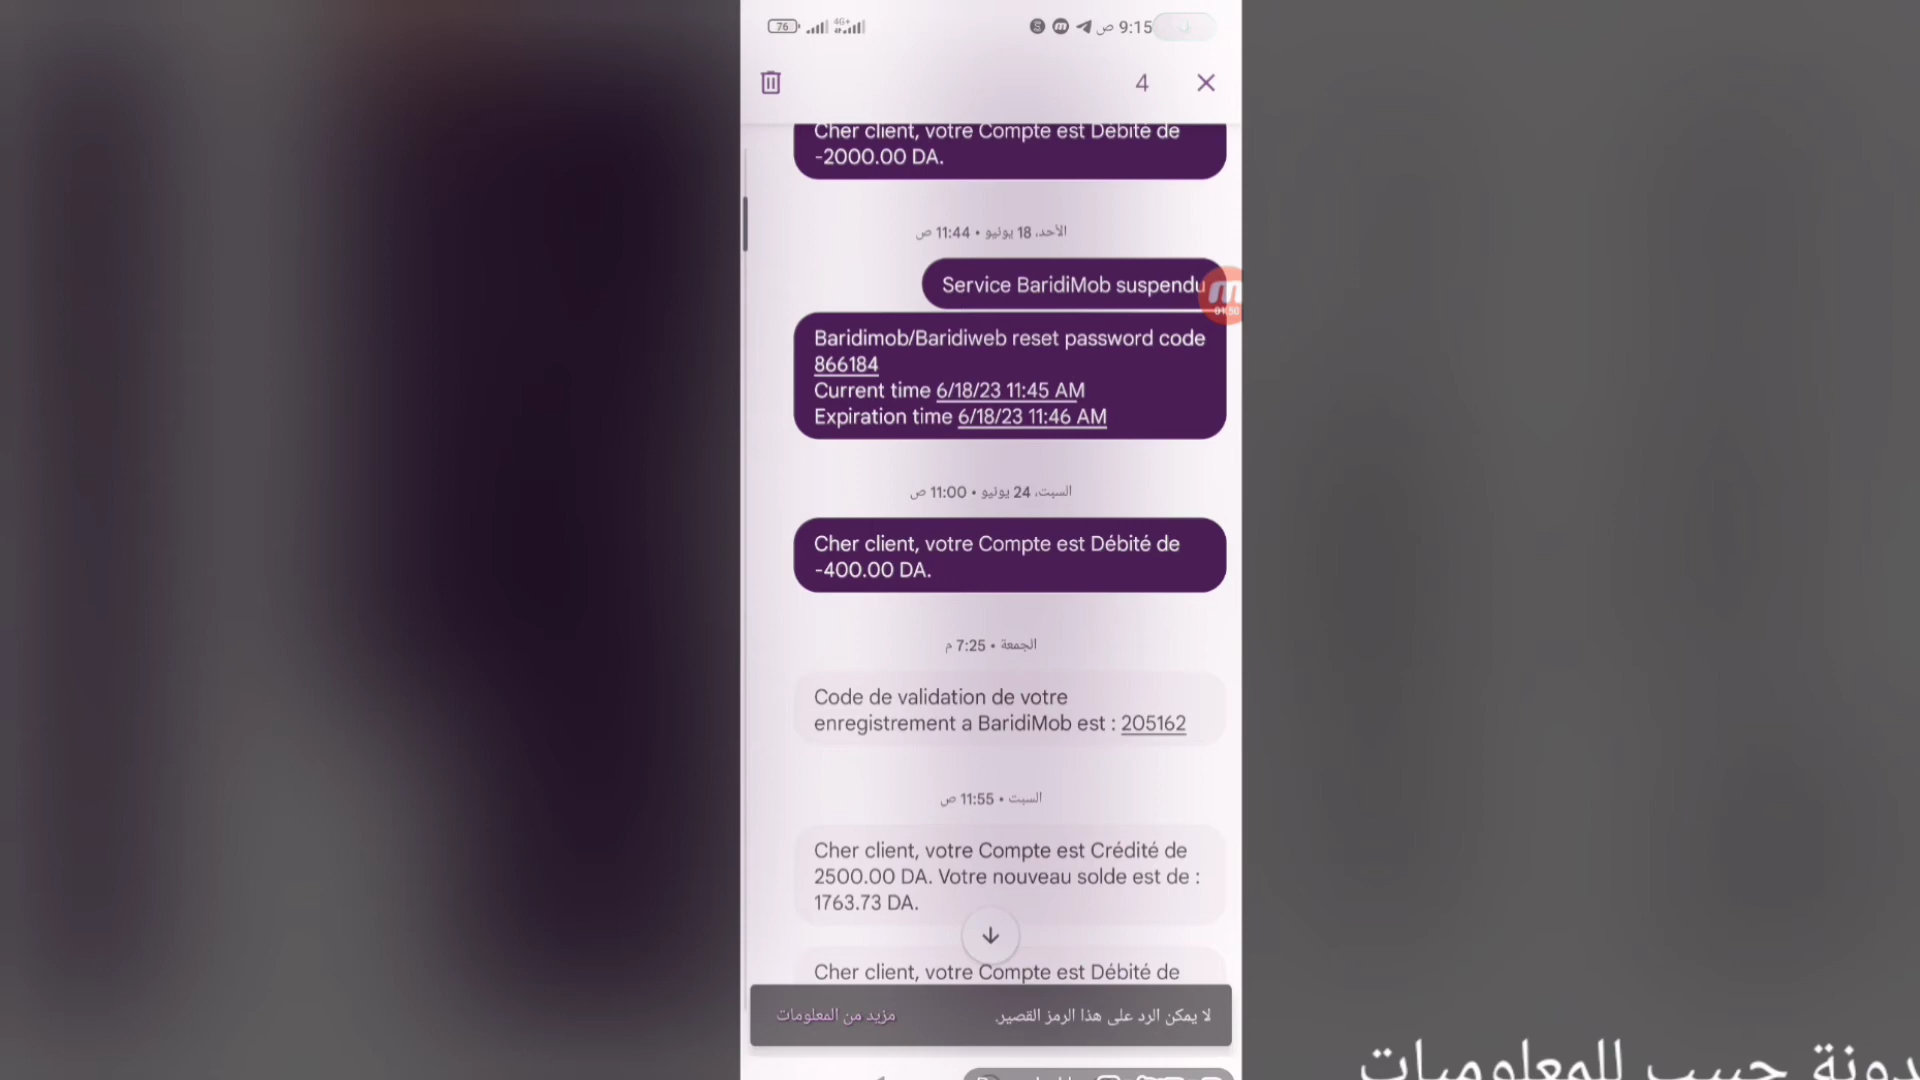 76 4G+ 9:15 ص
4
Cher client, votre Compte est Débité de
-2000.00 DA.
الأحد، 18 يونيو • 11:44 ص
Service BaridiMob suspendu
01:50
Baridimob/Baridiweb reset password code
866184
Current time 6/18/23 11:45 AM
Expiration time 6/18/23 11:46 AM
السبت، 24 يونيو • 11:00 ص
Cher client, votre Compte est Débité de
-400.00 DA.
الجمعة • 7:25 م
Code de validation de votre
enregistrement a BaridiMob est : 205162
السبت • 11:55 ص
Cher client, votre Compte est Crédité de
2500.00 DA. Votre nouveau solde est de :
1763.73 DA.
Cher client, votre Compte est Débité de
لا يمكن الرد على هذا الرمز القصير. مزيد من المعلومات
للمعلوميات